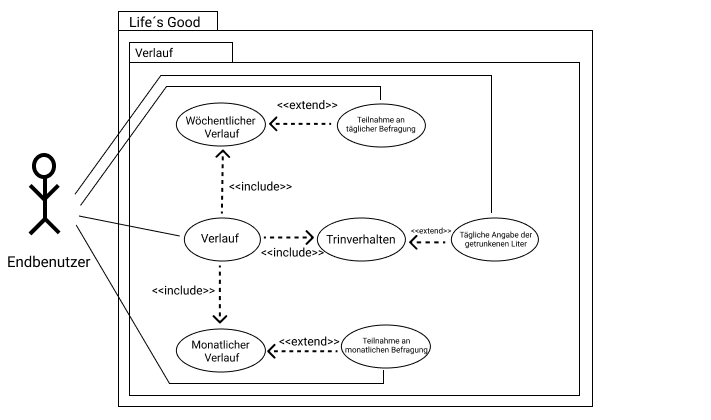 Life´s Good
Verlauf
<<extend>>
Wöchentlicher
Verlauf
Teilnahme an
täglicher Befragung
<<include>>
Verlauf
Trinverhalten
<<extend>>
Tägliche Angabe der
getrunkenen Liter
<<include>>
Endbenutzer
<<include>>
Monatlicher
Verlauf
<<extend>>
Teilnahme an
monatlichen Befragung